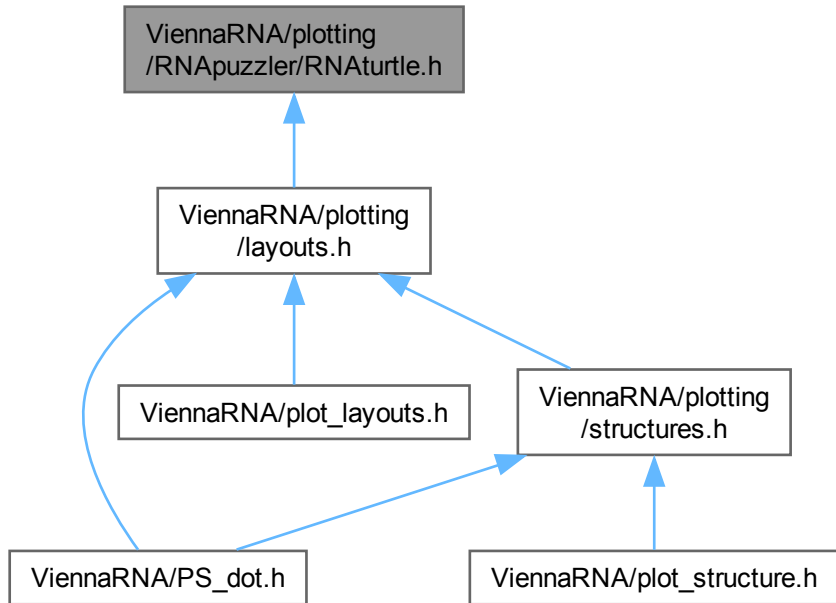 ViennaRNA/plotting
/RNApuzzler/RNAturtle.h
ViennaRNA/plotting
/layouts.h
ViennaRNA/plot_layouts.h
ViennaRNA/plotting
/structures.h
ViennaRNA/PS_dot.h
ViennaRNA/plot_structure.h